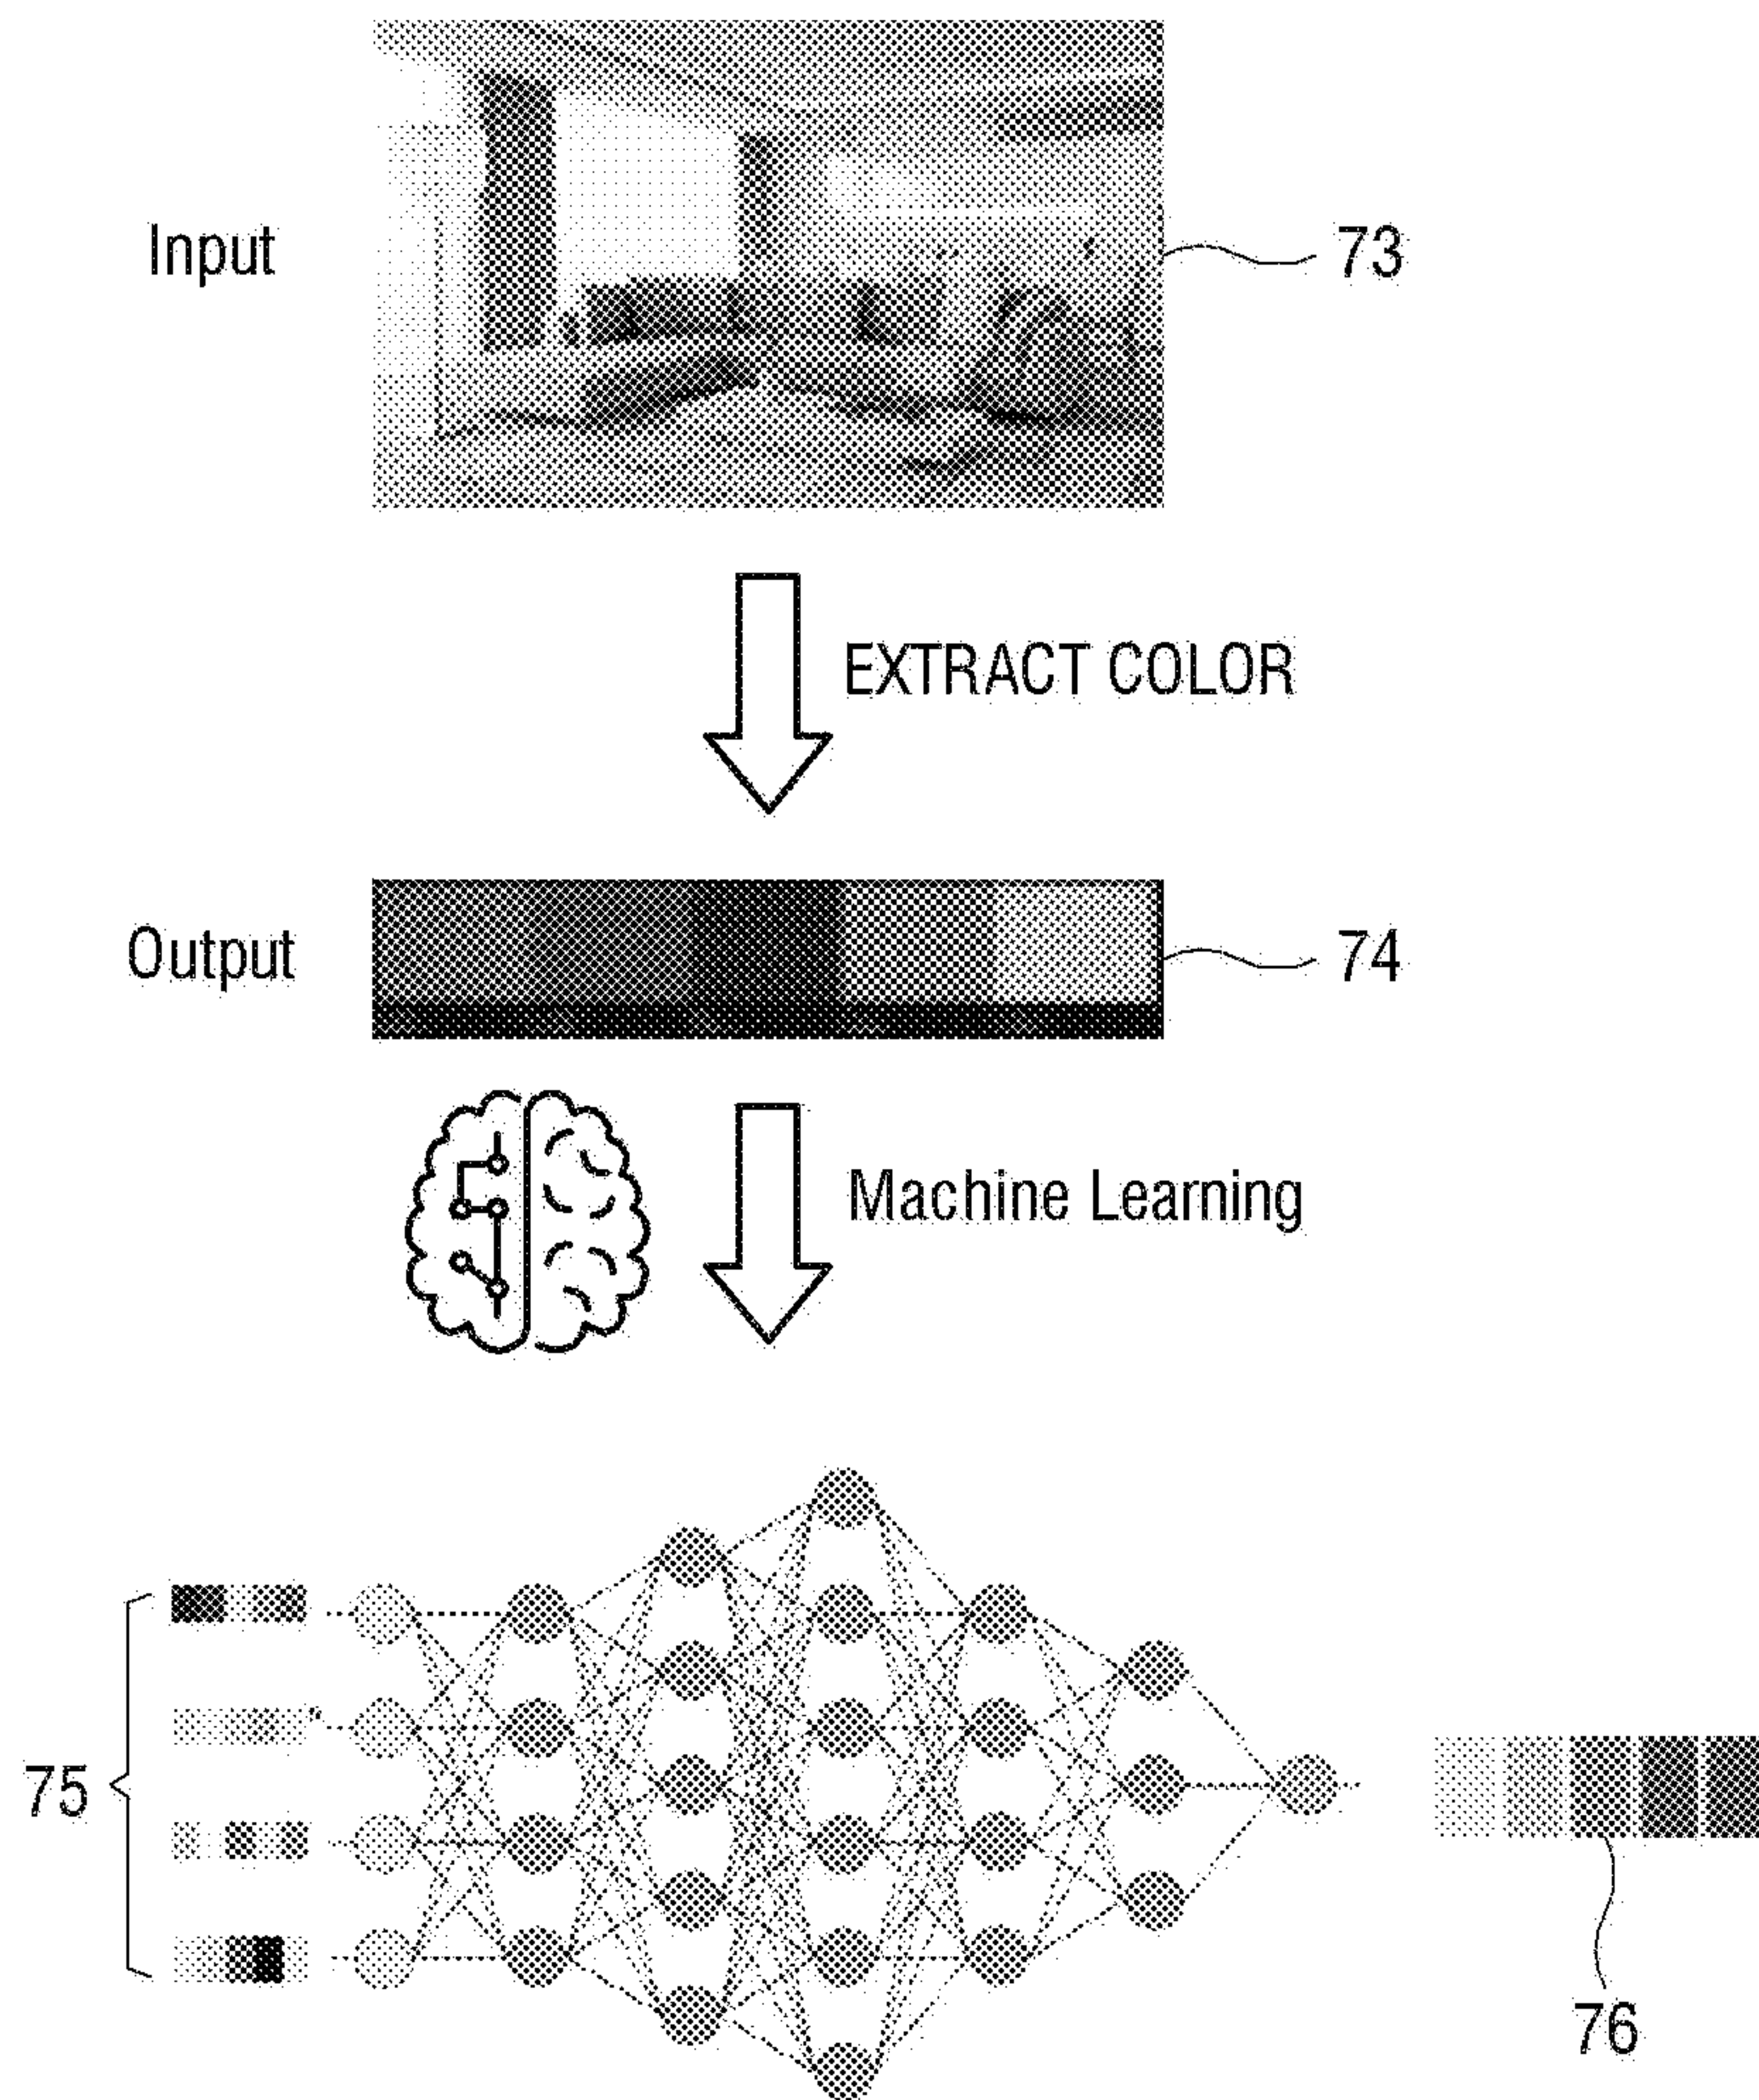 Input
73
EXTRACT COLOR
Output
74
Machine Learning
75
76